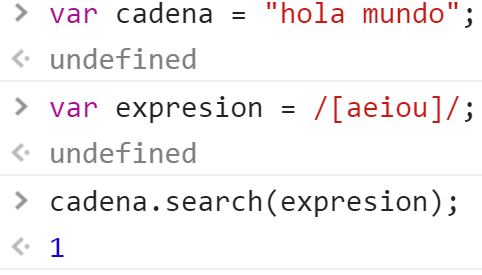 > var cadena = "hola mundo";
<· undefined
> var expresion = /[aeiou]/;
<· undefined
> cadena.search(expresion);
<· 1